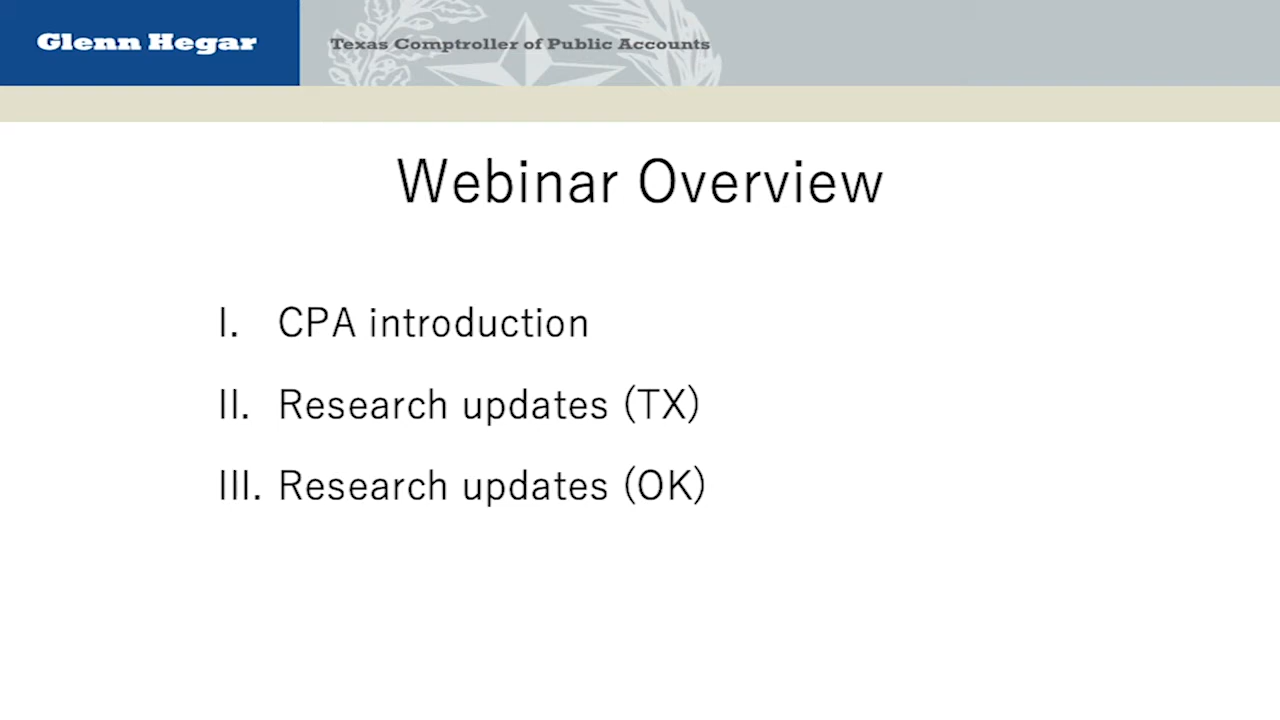 Glenn Hegar
Texas Comptroller of Public Accounts
Webinar Overview
I. CPA introduction
II. Research updates (TX)
III. Research updates (OK)